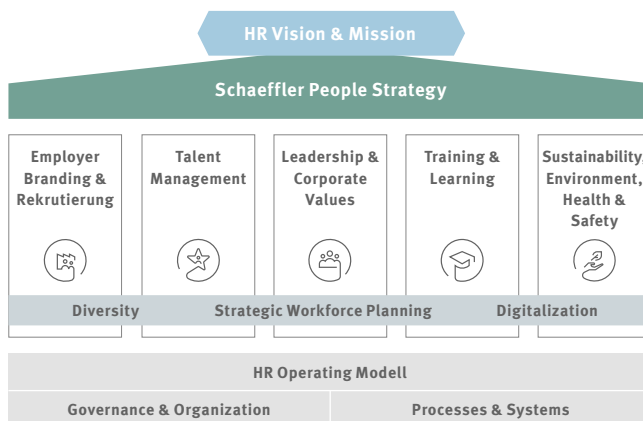 HR Vision & Mission
Schaeffler People Strategy
Employer
Branding &
Rekrutierung
Talent
Management
Leadership &
Corporate
Values
Training &
Learning
Sustainability,
Environment,
Health &
Safety
Diversity
Strategic Workforce Planning
Digitalization
HR Operating Modell
Governance & Organization
Processes & Systems